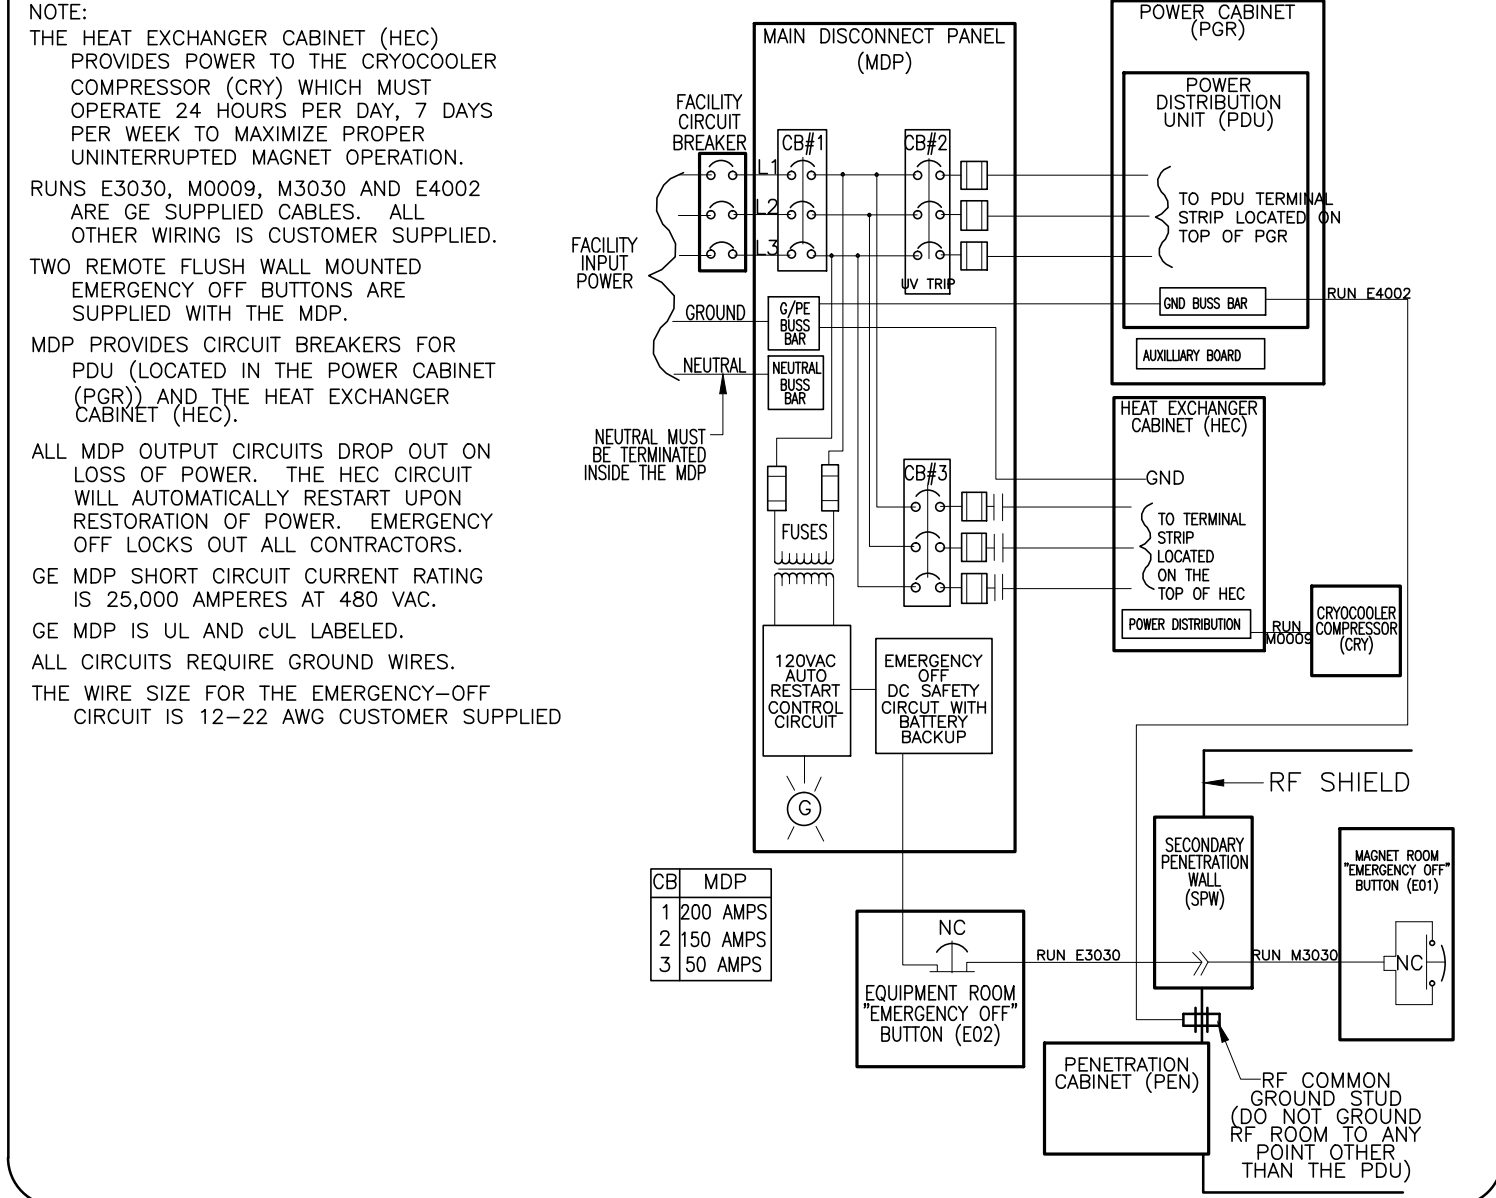 NOTE:
THE HEAT EXCHANGER CABINET (HEC)
PROVIDES POWER TO THE CRYOCOOLER
COMPRESSOR (CRY) WHICH MUST
OPERATE 24 HOURS PER DAY, 7 DAYS
PER WEEK TO MAXIMIZE PROPER
UNINTERRUPTED MAGNET OPERATION.
RUNS E3030, M0009, M3030 AND E4002
ARE GE SUPPLIED CABLES. ALL
OTHER WIRING IS CUSTOMER SUPPLIED.
TWO REMOTE FLUSH WALL MOUNTED
EMERGENCY OFF BUTTONS ARE
SUPPLIED WITH THE MDP.
MDP PROVIDES CIRCUIT BREAKERS FOR
PDU (LOCATED IN THE POWER CABINET
(PGR)) AND THE HEAT EXCHANGER
CABINET (HEC).
ALL MDP OUTPUT CIRCUITS DROP OUT ON
LOSS OF POWER. THE HEC CIRCUIT
WILL AUTOMATICALLY RESTART UPON
RESTORATION OF POWER. EMERGENCY
OFF LOCKS OUT ALL CONTRACTORS.
GE MDP SHORT CIRCUIT CURRENT RATING
IS 25,000 AMPERES AT 480 VAC.
GE MDP IS UL AND cUL LABELED.
ALL CIRCUITS REQUIRE GROUND WIRES.
THE WIRE SIZE FOR THE EMERGENCY-OFF
CIRCUIT IS 12-22 AWG CUSTOMER SUPPLIED
FACILITY
CIRCUIT
BREAKER
FACILITY
INPUT
POWER
GROUND
NEUTRAL
NEUTRAL MUST
BE TERMINATED
INSIDE THE MDP
MAIN DISCONNECT PANEL
(MDP)
CB#1
CB#2
L1
L2
L3
UV TRIP
G/PE
BUSS
BAR
NEUTRAL
BUSS
BAR
CB#3
FUSES
120VAC
AUTO
RESTART
CONTROL
CIRCUIT
EMERGENCY
OFF
DC SAFETY
CIRCUT WITH
BATTERY
BACKUP
G
CB MDP
1 200 AMPS
2 150 AMPS
3 50 AMPS
POWER CABINET
(PGR)
POWER
DISTRIBUTION
UNIT (PDU)
TO PDU TERMINAL
STRIP LOCATED ON
TOP OF PGR
GND BUSS BAR
RUN E4002
AUXILLIARY BOARD
HEAT EXCHANGER
CABINET (HEC)
GND
TO TERMINAL
STRIP
LOCATED
ON THE
TOP OF HEC
POWER DISTRIBUTION
RUN
M0009
CRYOCOOLER
COMPRESSOR
(CRY)
RF SHIELD
SECONDARY
PENETRATION
WALL
(SPW)
MAGNET ROOM
"EMERGENCY OFF"
BUTTON (E01)
NC
NC
RUN E3030
RUN M3030
EQUIPMENT ROOM
"EMERGENCY OFF"
BUTTON (E02)
PENETRATION
CABINET (PEN)
RF COMMON
GROUND STUD
(DO NOT GROUND
RF ROOM TO ANY
POINT OTHER
THAN THE PDU)